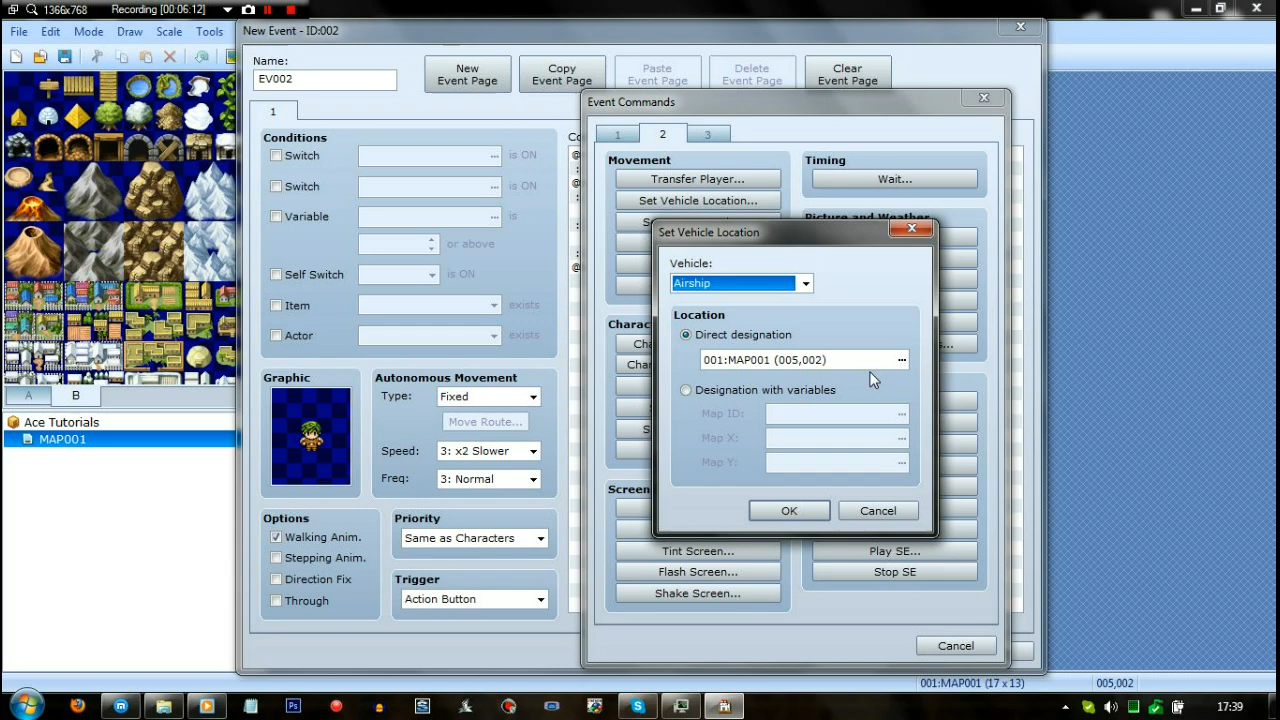 1366x768 Recording [00:06:12]
File Edit Mode Draw Scale Tools
A B
Ace Tutorials
MAP001
New Event - ID:002
Name:
EV002
New Event Page
Copy Event Page
Paste Event Page
Delete Event Page
Clear Event Page
1
Conditions
Switch ... is ON
Switch ... is ON
Variable ... is
or above
Self Switch is ON
Item exists
Actor exists
Graphic
Autonomous Movement
Type: Fixed
Move Route...
Speed: 3: x2 Slower
Freq: 3: Normal
Options
Walking Anim.
Stepping Anim.
Direction Fix
Through
Priority
Same as Characters
Trigger
Action Button
Event Commands
1 2 3
Movement
Transfer Player...
Set Vehicle Location...
Timing
Wait...
Picture and Weather
Tint Screen...
Flash Screen...
Shake Screen...
Play SE...
Stop SE
Cancel
Set Vehicle Location
Vehicle:
Airship
Location
Direct designation
001:MAP001 (005,002) ...
Designation with variables
Map ID: ...
Map X: ...
Map Y: ...
OK Cancel
001:MAP001 (17 x 13) 005,002
17:39